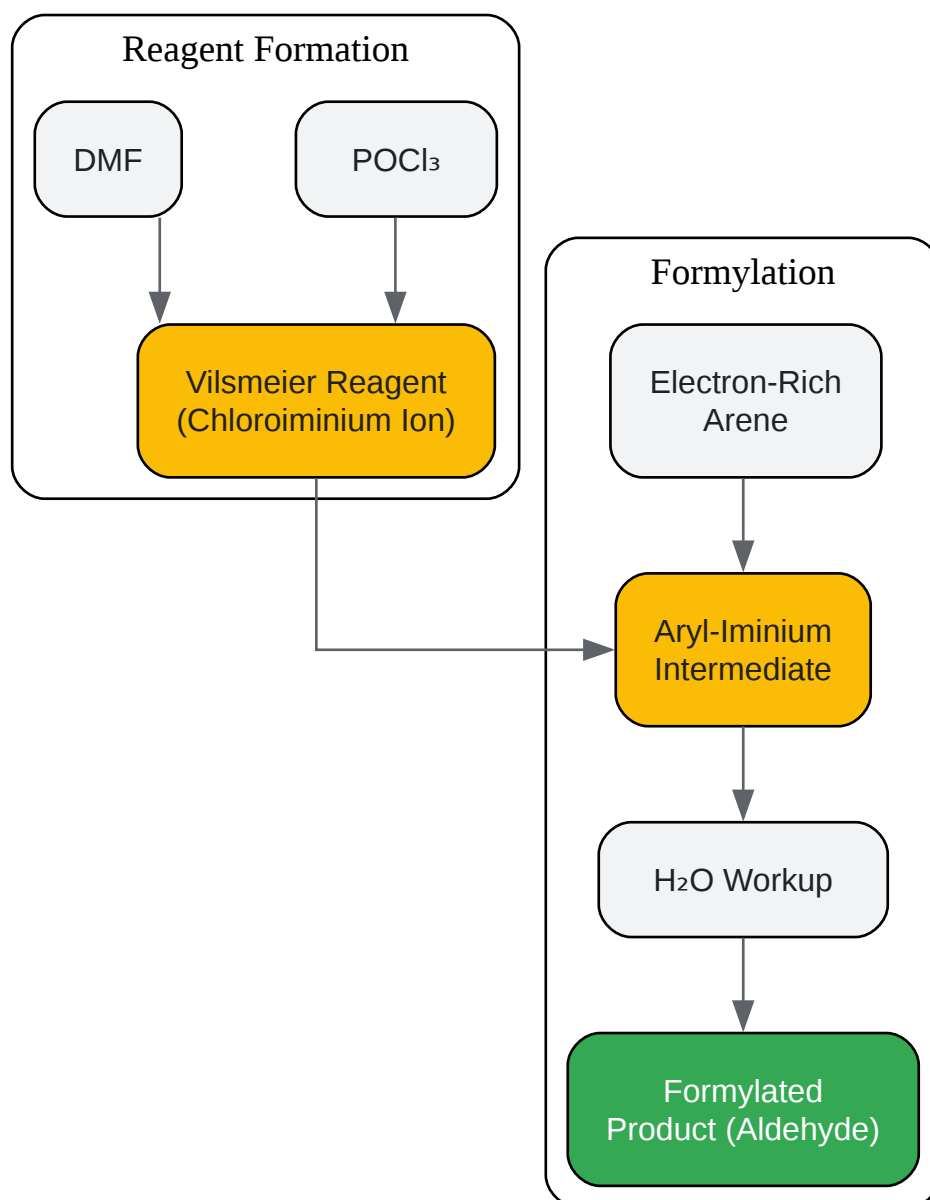 Reagent Formation
DMF
POCl₃
Vilsmeier Reagent
(Chloroiminium Ion)
Formylation
Electron-Rich
Arene
Aryl-Iminium
Intermediate
H₂O Workup
Formylated
Product (Aldehyde)